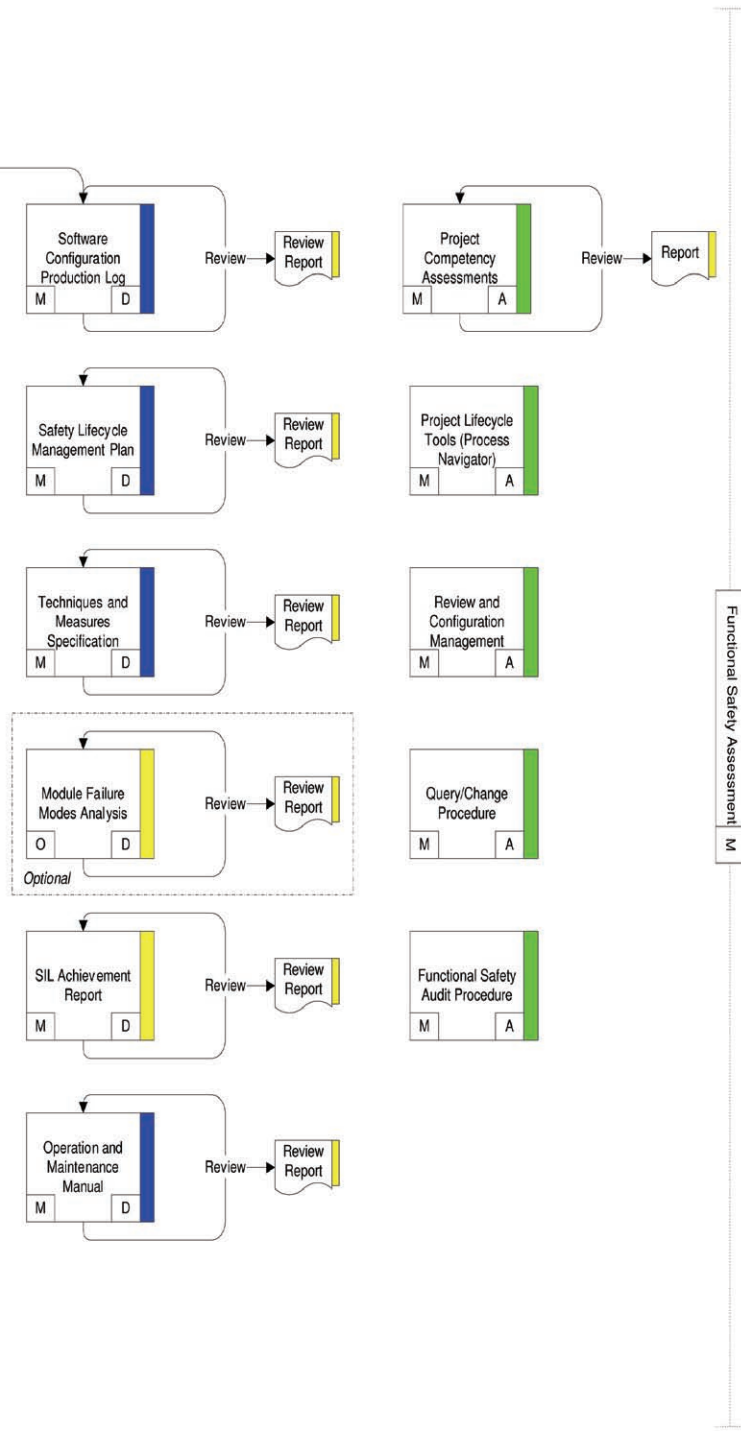 Software
Configuration
Production Log
M
D
Review
Review
Report
Project
Competency
Assessments
M
A
Review
Report
Safety Lifecycle
Management Plan
M
D
Review
Review
Report
Project Lifecycle
Tools (Process
Navigator)
M
A
Techniques and
Measures
Specification
M
D
Review
Review
Report
Review and
Configuration
Management
M
A
Module Failure
Modes Analysis
O
D
Optional
Review
Review
Report
Query/Change
Procedure
M
A
SIL Achievement
Report
M
D
Review
Review
Report
Functional Safety
Audit Procedure
M
A
Operation and
Maintenance
Manual
M
D
Review
Review
Report
Functional Safety Assessment
M